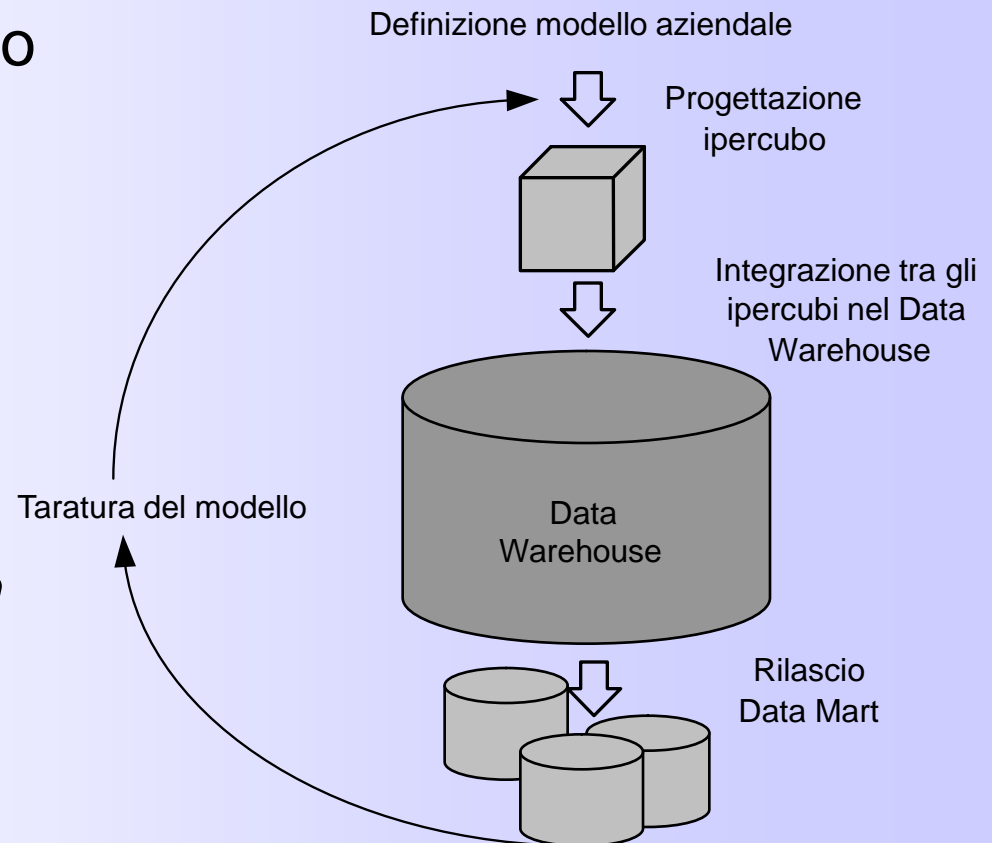 o
Definizione modello aziendale
Progettazione
ipercubo
Integrazione tra gli
ipercubi nel Data
Warehouse
Taratura del modello
Data
Warehouse
Rilascio
Data Mart